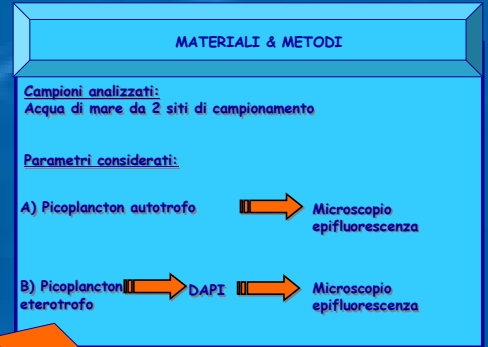 MATERIALI & METODI
Campioni analizzati:
Acqua di mare da 2 siti di campionamento
Parametri considerati:
A) Picoplancton autotrofo
Microscopio
epifluorescenza
B) Picoplancton
eterotrofo
DAPI
Microscopio
epifluorescenza